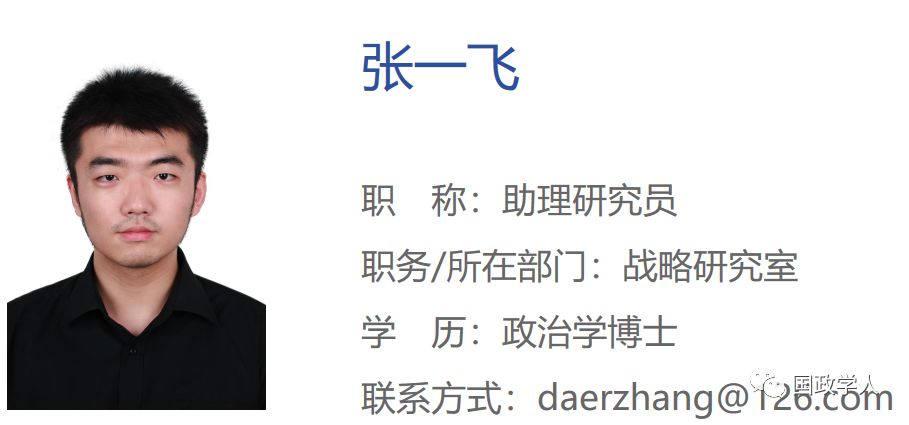 张一飞
职 称：助理研究员
职务/所在部门：战略研究室
学 历：政治学博士
联系方式：daerzhang@126.com
国政学人